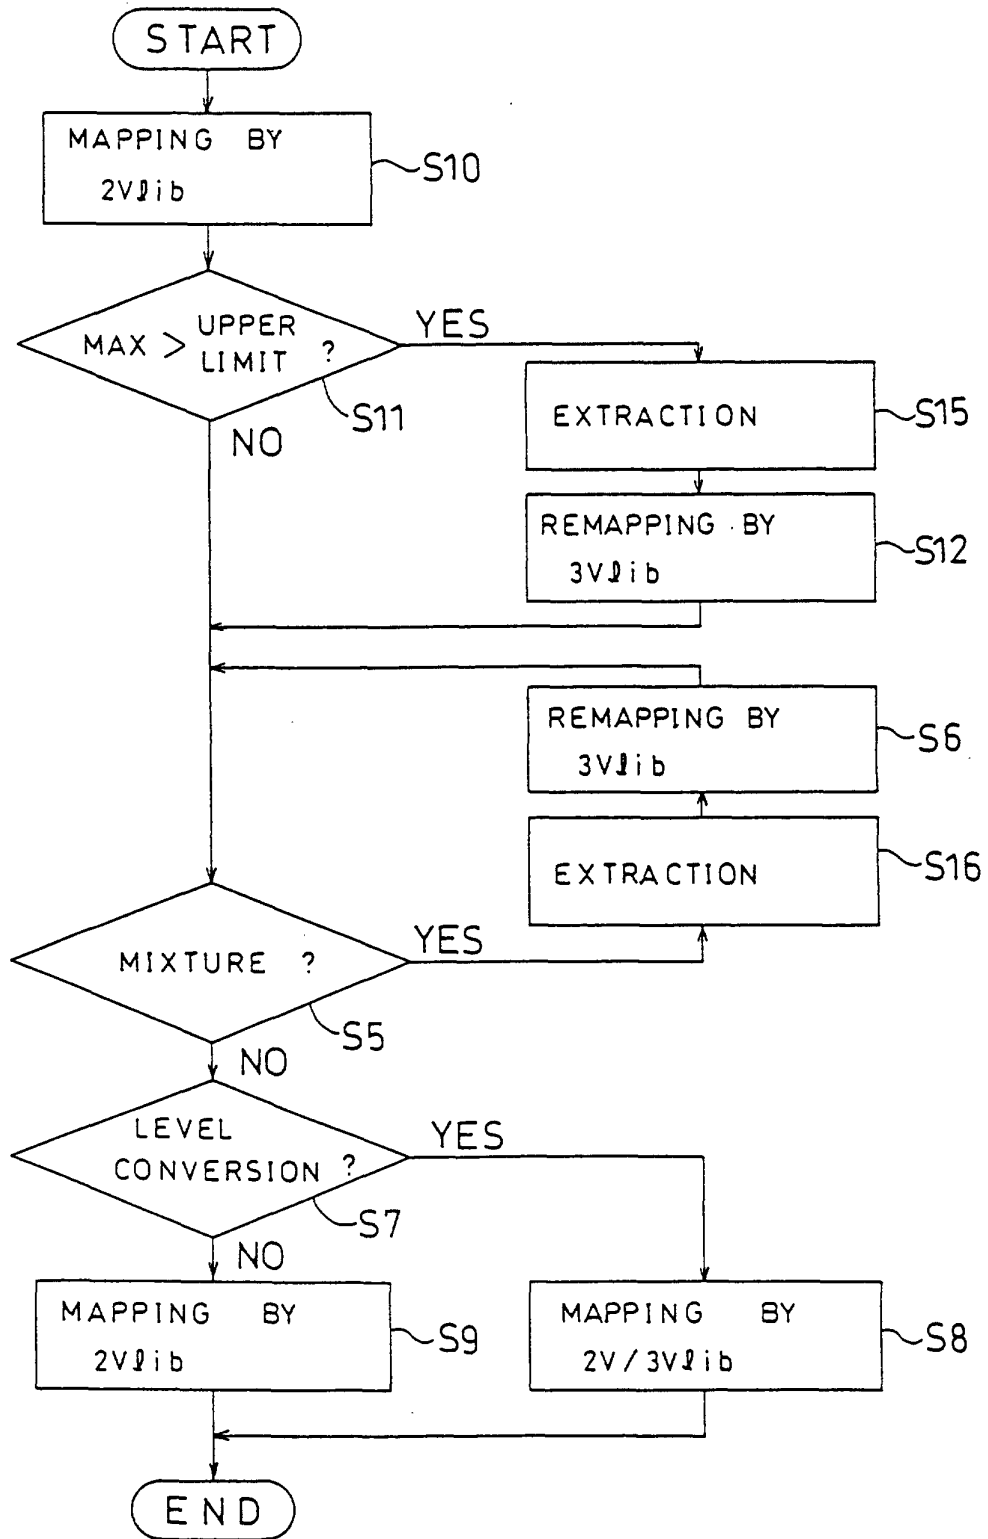 START
MAPPING BY
2Vlib
S10
MAX > UPPER
LIMIT ?
YES
S11
NO
EXTRACTION
S15
REMAPPING BY
3Vlib
S12
REMAPPING BY
3Vlib
S6
EXTRACTION
S16
MIXTURE ?
YES
S5
NO
LEVEL
CONVERSION ?
YES
S7
NO
MAPPING BY
2Vlib
S9
MAPPING BY
2V/3Vlib
S8
END